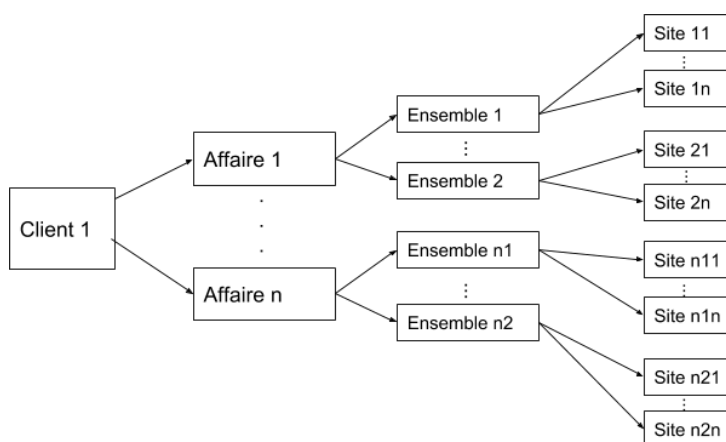 Client 1
Affaire 1
Affaire n
Ensemble 1
Ensemble 2
Ensemble n1
Ensemble n2
Site 11
Site 1n
Site 21
Site 2n
Site n11
Site n1n
Site n21
Site n2n